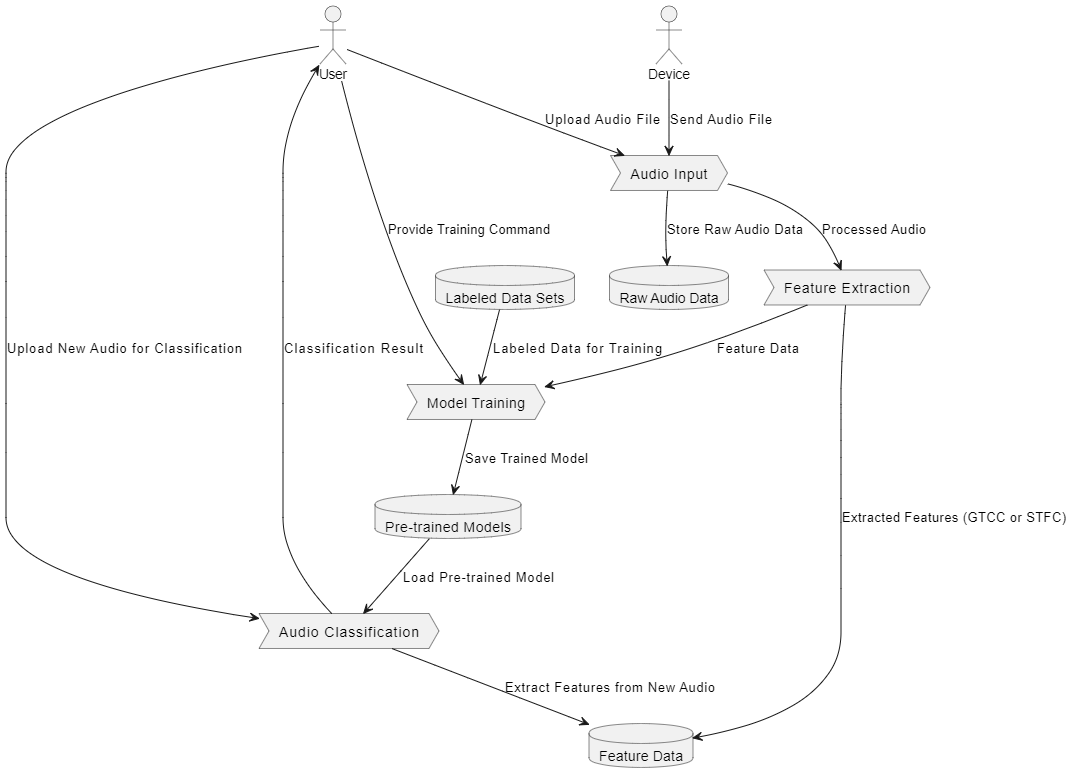 User
Device
Upload Audio File
Send Audio File
Audio Input
Provide Training Command
Store Raw Audio Data
Processed Audio
Labeled Data Sets
Raw Audio Data
Feature Extraction
Upload New Audio for Classification
Classification Result
Labeled Data for Training
Feature Data
Model Training
Save Trained Model
Pre-trained Models
Extracted Features (GTCC or STFC)
Load Pre-trained Model
Audio Classification
Extract Features from New Audio
Feature Data